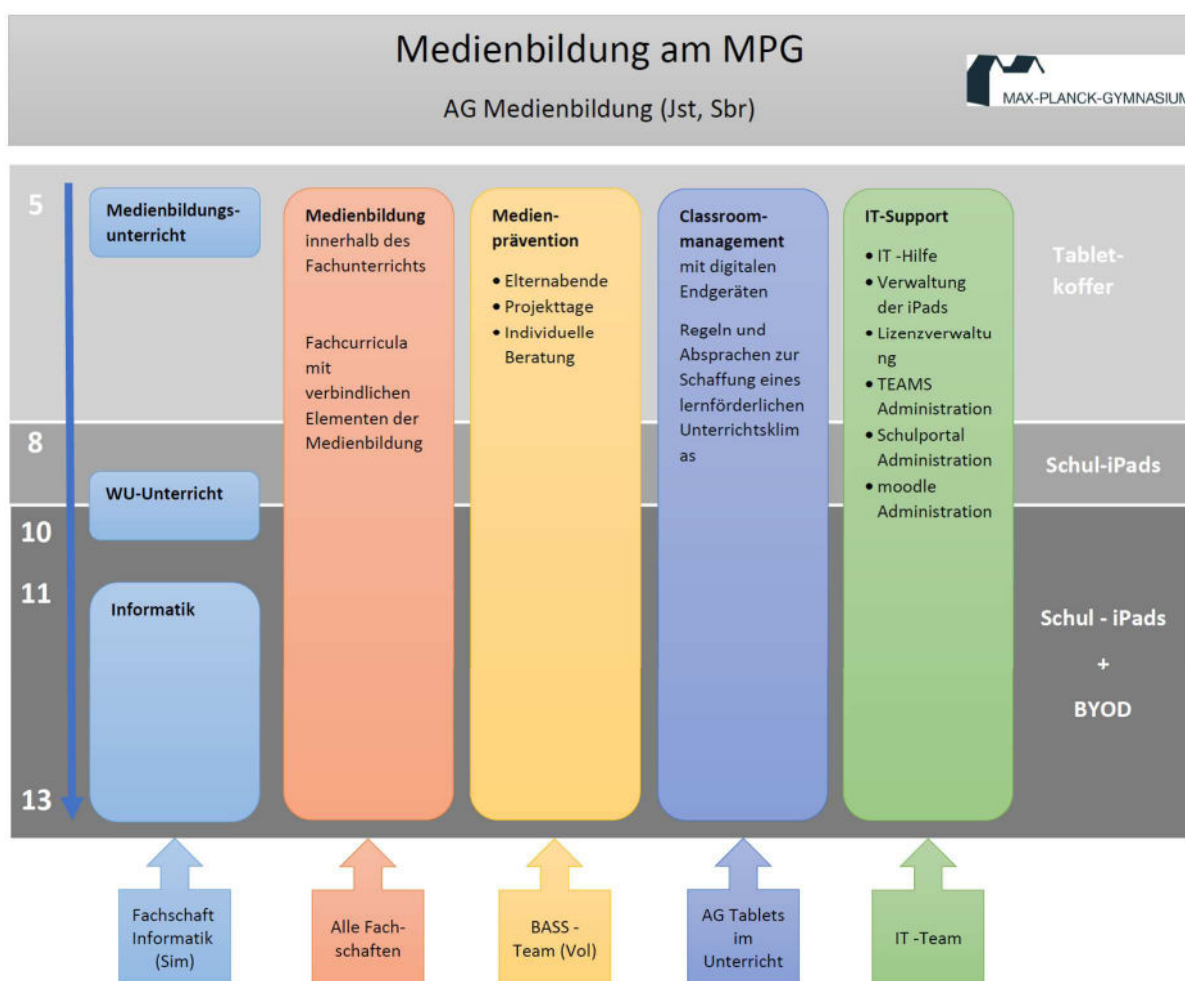 Medienbildung am MPG
AG Medienbildung (Jst, Sbr)
MAX-PLANCK-GYMNASIUM
5
8
10
11
13
Medienbildungs-
unterricht
WU-Unterricht
Informatik
Medienbildung
innerhalb des
Fachunterrichts
Fachcurricula
mit
verbindlichen
Elementen der
Medienbildung
Medien-
prävention
• Elternabende
• Projekttage
• Individuelle
Beratung
Classroom-
management
mit digitalen
Endgeräten
Regeln und
Absprachen zur
Schaffung eines
lernförderlichen
Unterrichtsklim
as
IT-Support
• IT -Hilfe
• Verwaltung
der iPads
• Lizenzverwaltu
ng
• TEAMS
Administration
• Schulportal
Administration
• moodle
Administration
Tablet-
koffer
Schul-iPads
Schul - iPads
+
BYOD
Fachschaft
Informatik
(Sim)
Alle Fach-
schaften
BASS -
Team (Vol)
AG Tablets
im
Unterricht
IT -Team